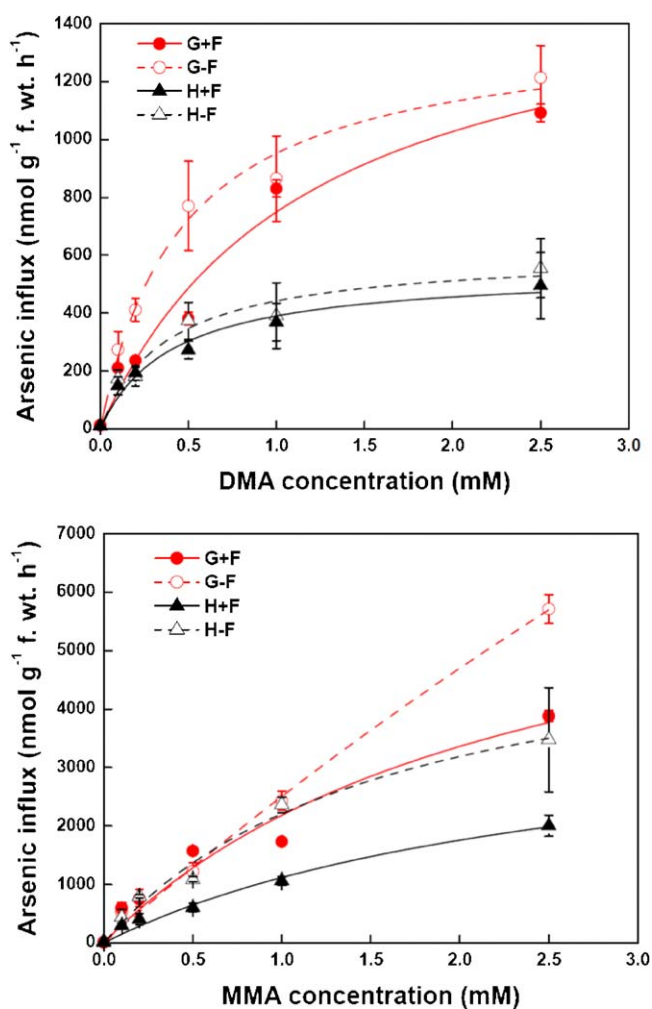 1400
1200
1000
800
600
400
200
0
Arsenic influx (nmol g⁻¹ f. wt. h⁻¹)
G+F
G-F
H+F
H-F
0.0 0.5 1.0 1.5 2.0 2.5 3.0
DMA concentration (mM)
7000
6000
5000
4000
3000
2000
1000
0
Arsenic influx (nmol g⁻¹ f. wt. h⁻¹)
G+F
G-F
H+F
H-F
0.0 0.5 1.0 1.5 2.0 2.5 3.0
MMA concentration (mM)